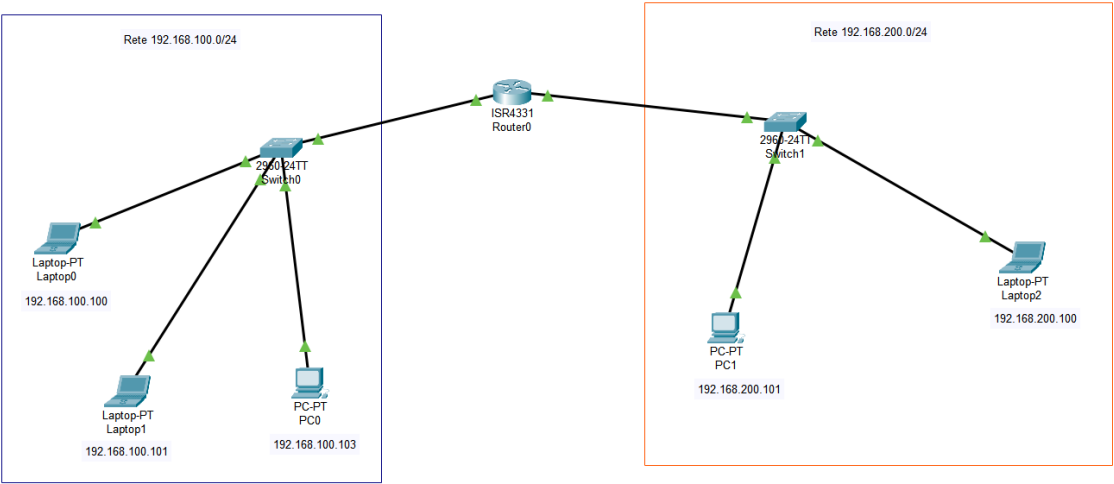 Rete 192.168.100.0/24
Rete 192.168.200.0/24
ISR4331
Router0
2960-24TT
Switch0
2960-24TT
Switch1
Laptop-PT
Laptop0
192.168.100.100
Laptop-PT
Laptop1
192.168.100.101
PC-PT
PC0
192.168.100.103
PC-PT
PC1
192.168.200.101
Laptop-PT
Laptop2
192.168.200.100